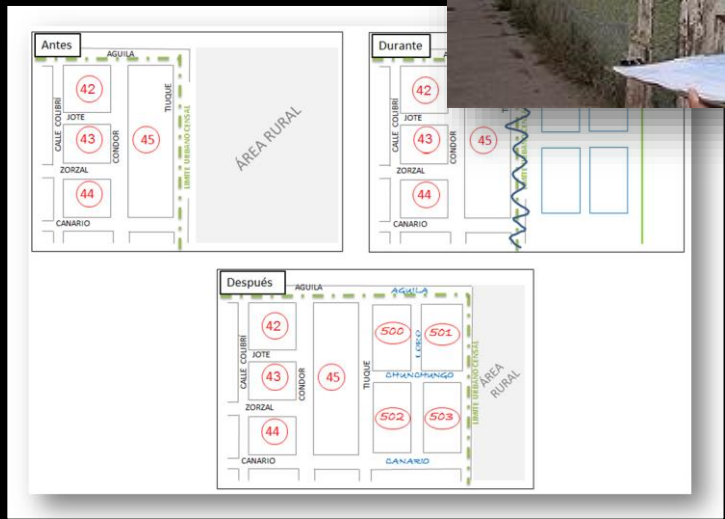 Antes
AGUILA
42
CALLE COLIBRÍ
JOTE
43
CONDOR
45
TIUQUE
LIMITE URBANO CENSAL
ÁREA RURAL
ZORZAL
44
CANARIO
Durante
42
CALLE COLIBRÍ
JOTE
43
CONDOR
45
ZORZAL
44
CANARIO
Después
AGUILA
AGUILA
42
CALLE COLIBRÍ
JOTE
43
CONDOR
45
TIUQUE
500
LORO
501
CHUNCHUNGO
LIMITE URBANO CENSAL
ÁREA
RURAL
ZORZAL
44
502
503
CANARIO
CANARIO